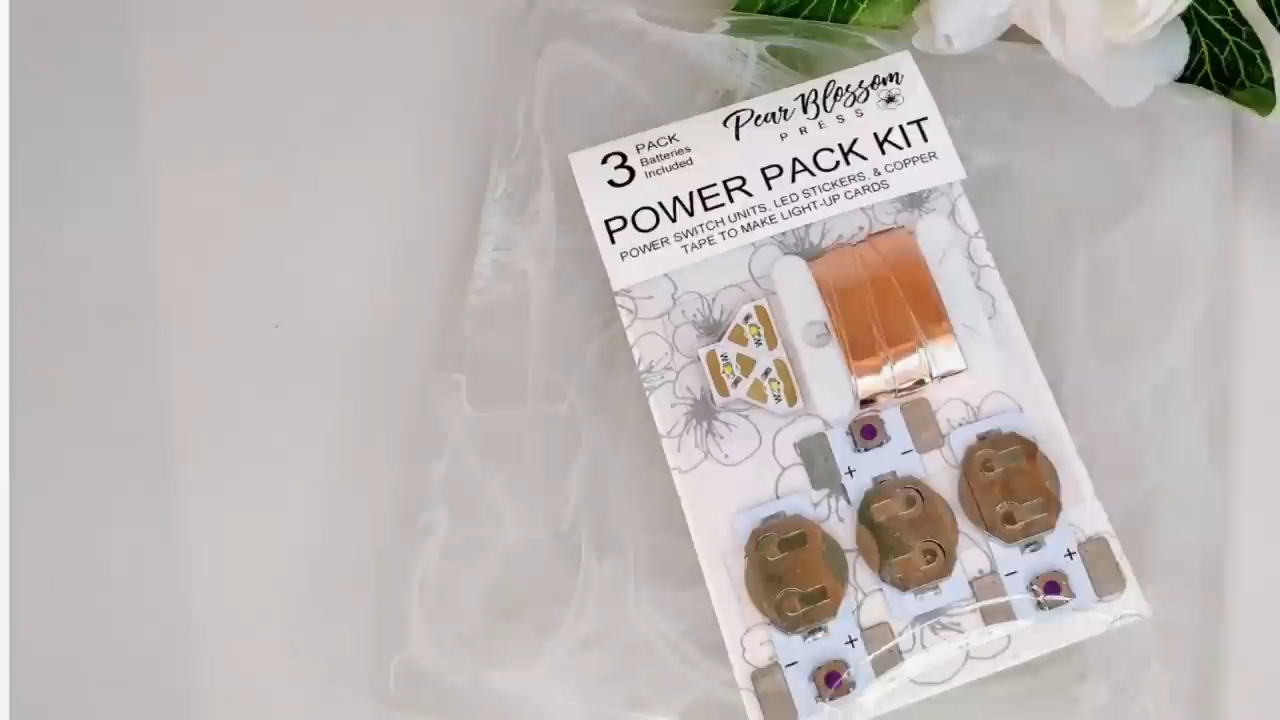 Pear Blossom
PRESS
3 PACK
Batteries
Included
POWER PACK KIT
POWER SWITCH UNITS, LED STICKERS, & COPPER
TAPE TO MAKE LIGHT-UP CARDS
+ -
- +
- +